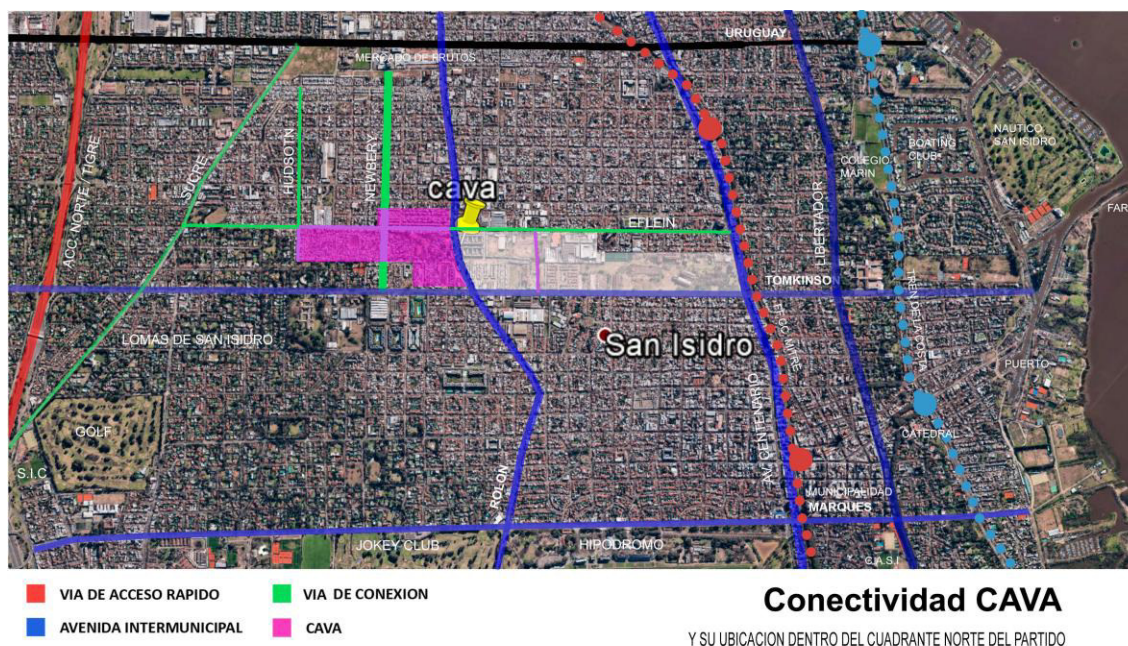 URUGUAY
MERCADO DE FRUTOS
ACC. NORTE / TIGRE
SUCRE
HUDSOTN
NEWBERY
cava
EFLEIN
COLEGIO
MARIN
BOATING
CLUB
NAUTICO
SAN ISIDRO
LIBERTADOR
TOMKINSON
TREN DE LA COSTA
LOMAS DE SAN ISIDRO
San Isidro
PUERTO
GOLF
S.I.C
AV. CENTENARIO
CATEDRAL
ROLON
MUNICIPALIDAD
MARQUES
JOKEY CLUB
HIPODROMO
VIA DE ACCESO RAPIDO
VIA DE CONEXION
AVENIDA INTERMUNICIPAL
CAVA
Conectividad CAVA
Y SU UBICACION DENTRO DEL CUADRANTE NORTE DEL PARTIDO